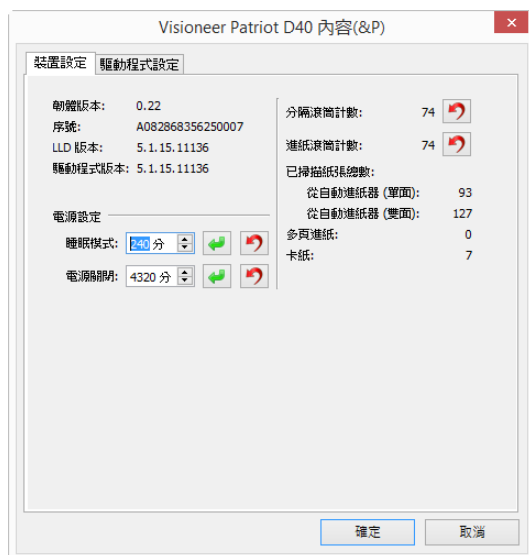 Visioneer Patriot D40 內容(&P)
裝置設定 驅動程式設定
韌體版本: 0.22
序號: A082868356250007
LLD 版本: 5.1.15.11136
驅動程式版本: 5.1.15.11136
電源設定
睡眠模式: 240 分
電源關閉: 4320 分
分隔滾筒計數: 74
進紙滾筒計數: 74
已掃描紙張總數:
從自動進紙器 (單面): 93
從自動進紙器 (雙面): 127
多頁進紙: 0
卡紙: 7
確定 取消